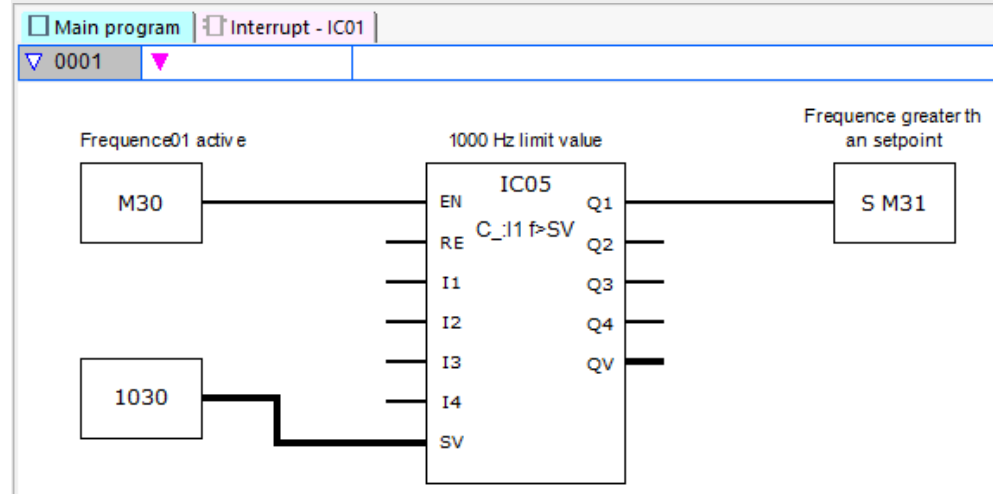 Main program
Interrupt - IC01
0001
Frequence01 active
1000 Hz limit value
Frequence greater th
an setpoint
M30
IC05
C_:I1 f>SV
EN
RE
I1
I2
I3
I4
SV
Q1
Q2
Q3
Q4
QV
S M31
1030